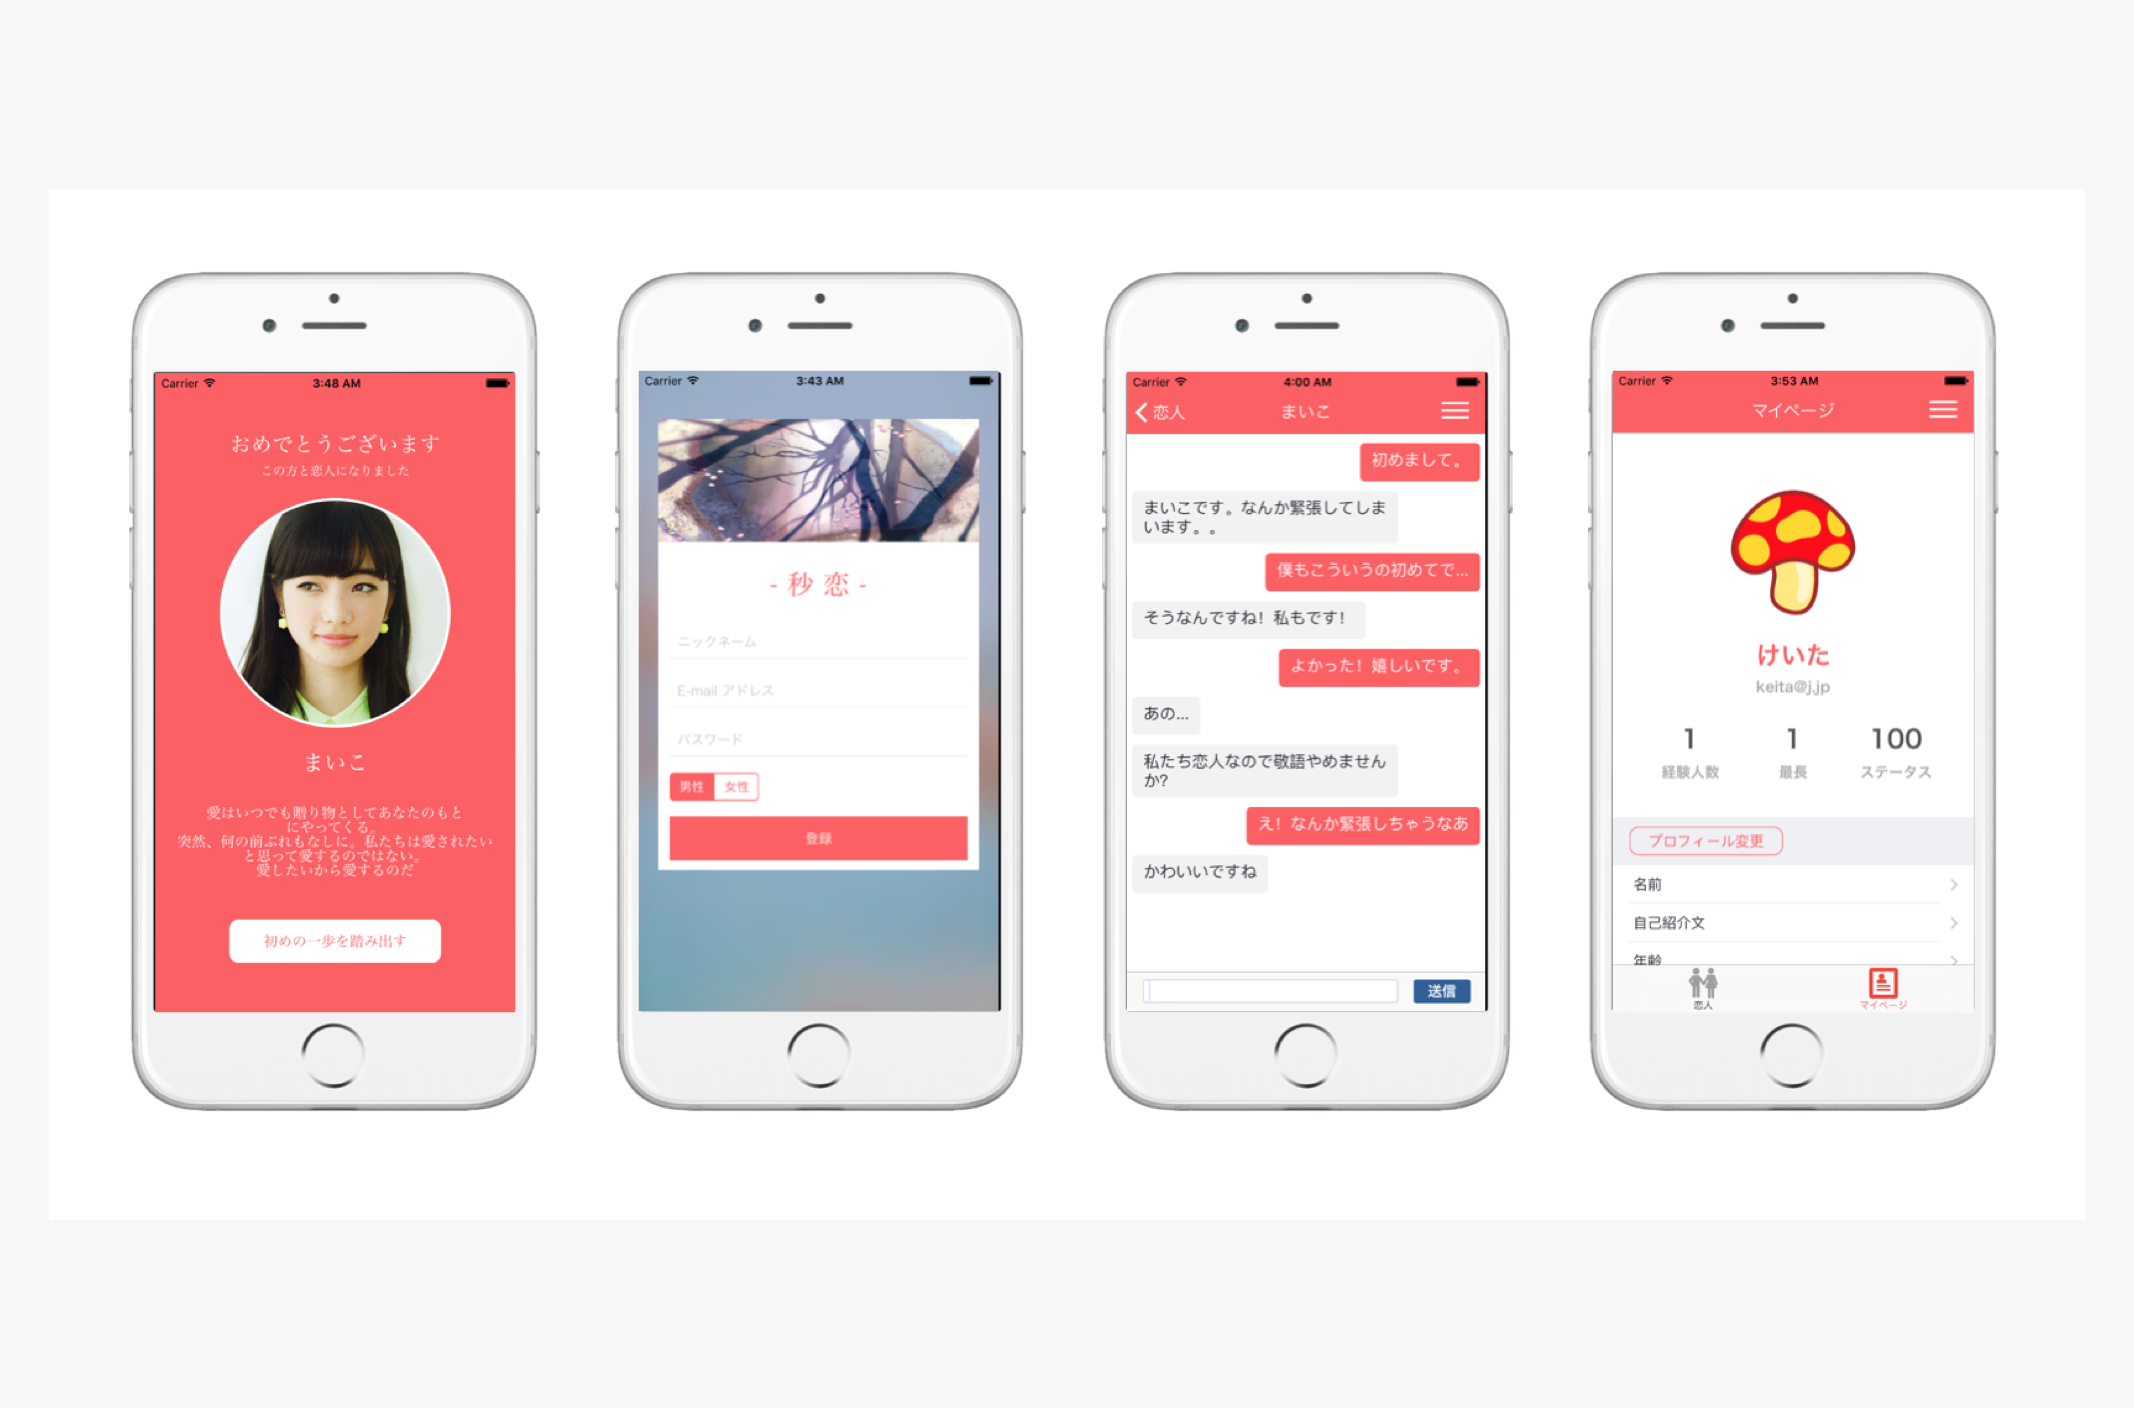 Carrier 3:48 AM
おめでとうございます
この方と恋人になりました
まいこ
愛はいつでも贈り物としてあなたのもと
にやってくる。
突然、何の前ぶれもなしに。私たちは愛されたい
と思って愛するのではない。
愛したいから愛するのだ
初めの一歩を踏み出す
Carrier 3:43 AM
- 秒 恋 -
ニックネーム
E-mail アドレス
パスワード
男性 女性
登録
Carrier 4:00 AM
恋人 まいこ
初めまして。
まいこです。なんか緊張してしま
います。。
僕もこういうの初めてで...
そうなんですね！私もです！
よかった！嬉しいです。
あの...
私たち恋人なので敬語やめません
か?
え！なんか緊張しちゃうなあ
かわいいですね
送信
Carrier 3:53 AM
マイページ
けいた
keita@j.jp
1 1 100
経験人数 最長 ステータス
プロフィール変更
名前
自己紹介文
年齢
恋人 マイページ